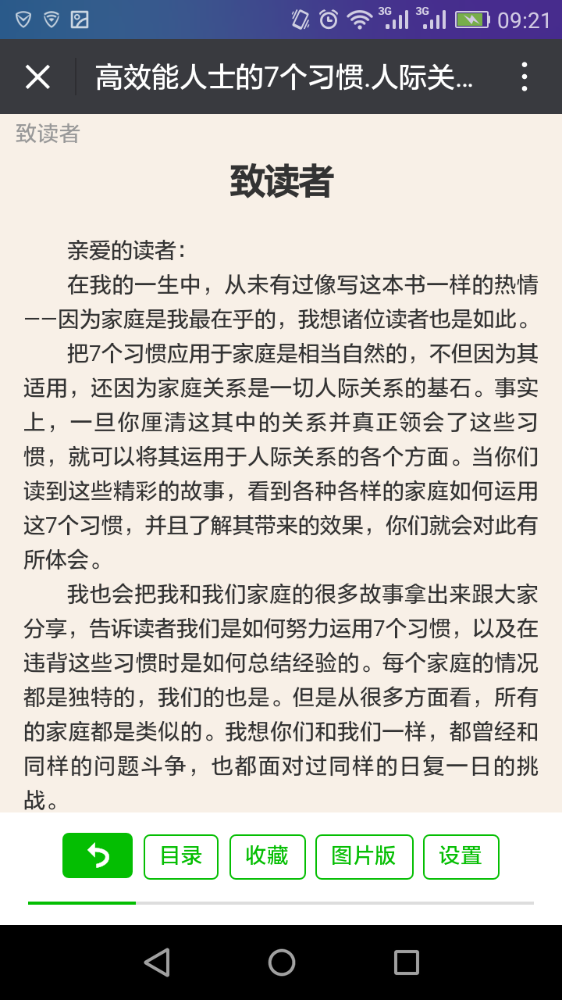 3G 3G 09:21
高效能人士的7个习惯.人际关...
致读者
致读者
亲爱的读者：
在我的一生中，从未有过像写这本书一样的热情
——因为家庭是我最在乎的，我想诸位读者也是如此。
把7个习惯应用于家庭是相当自然的，不但因为其
适用，还因为家庭关系是一切人际关系的基石。事实
上，一旦你厘清这其中的关系并真正领会了这些习
惯，就可以将其运用于人际关系的各个方面。当你们
读到这些精彩的故事，看到各种各样的家庭如何运用
这7个习惯，并且了解其带来的效果，你们就会对此有
所体会。
我也会把我和我们家庭的很多故事拿出来跟大家
分享，告诉读者我们是如何努力运用7个习惯，以及在
违背这些习惯时是如何总结经验的。每个家庭的情况
都是独特的，我们的也是。但是从很多方面看，所有
的家庭都是类似的。我想你们和我们一样，都曾经和
同样的问题斗争，也都面对过同样的日复一日的挑
战。
目录 收藏 图片版 设置